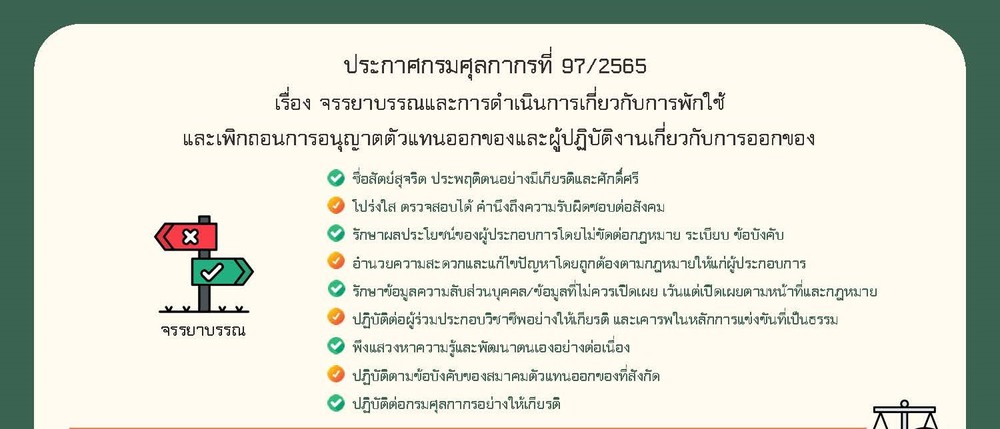 ประกาศกรมศุลกากรที่ 97/2565
เรื่อง จรรยาบรรณและการดำเนินการเกี่ยวกับการพักใช้
และเพิกถอนการอนุญาตตัวแทนออกของและผู้ปฏิบัติงานเกี่ยวกับการออกของ
ซื่อสัตย์สุจริต ประพฤติตนอย่างมีเกียรติและศักดิ์ศรี
โปร่งใส ตรวจสอบได้ คำนึงถึงความรับผิดชอบต่อสังคม
รักษาผลประโยชน์ของผู้ประกอบการโดยไม่ขัดต่อกฎหมาย ระเบียบ ข้อบังคับ
อำนวยความสะดวกและแก้ไขปัญหาโดยถูกต้องตามกฎหมายให้แก่ผู้ประกอบการ
รักษาข้อมูลความลับส่วนบุคคล/ข้อมูลที่ไม่ควรเปิดเผย เว้นแต่เปิดเผยตามหน้าที่และกฎหมาย
ปฏิบัติต่อผู้ร่วมประกอบวิชาชีพอย่างให้เกียรติ และเคารพในหลักการแข่งขันที่เป็นธรรม
จรรยาบรรณ
พึงแสวงหาความรู้และพัฒนาตนเองอย่างต่อเนื่อง
ปฏิบัติตามข้อบังคับของสมาคมตัวแทนออกของที่สังกัด
ปฏิบัติต่อกรมศุลกากรอย่างให้เกียรติ